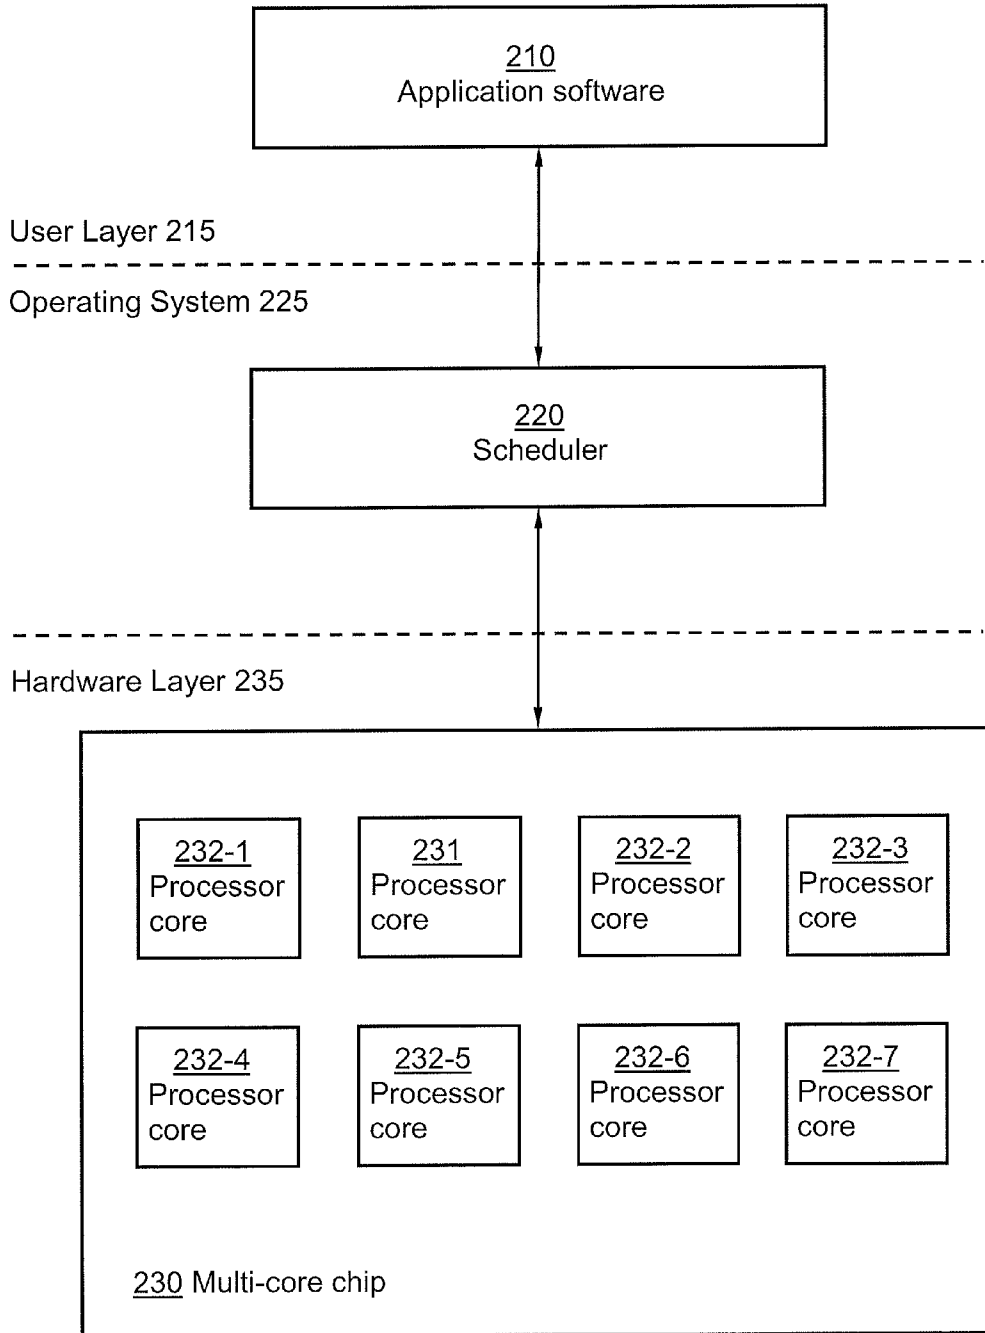 210
Application software
User Layer 215
Operating System 225
220
Scheduler
Hardware Layer 235
232-1
Processor
core
231
Processor
core
232-2
Processor
core
232-3
Processor
core
232-4
Processor
core
232-5
Processor
core
232-6
Processor
core
232-7
Processor
core
230 Multi-core chip